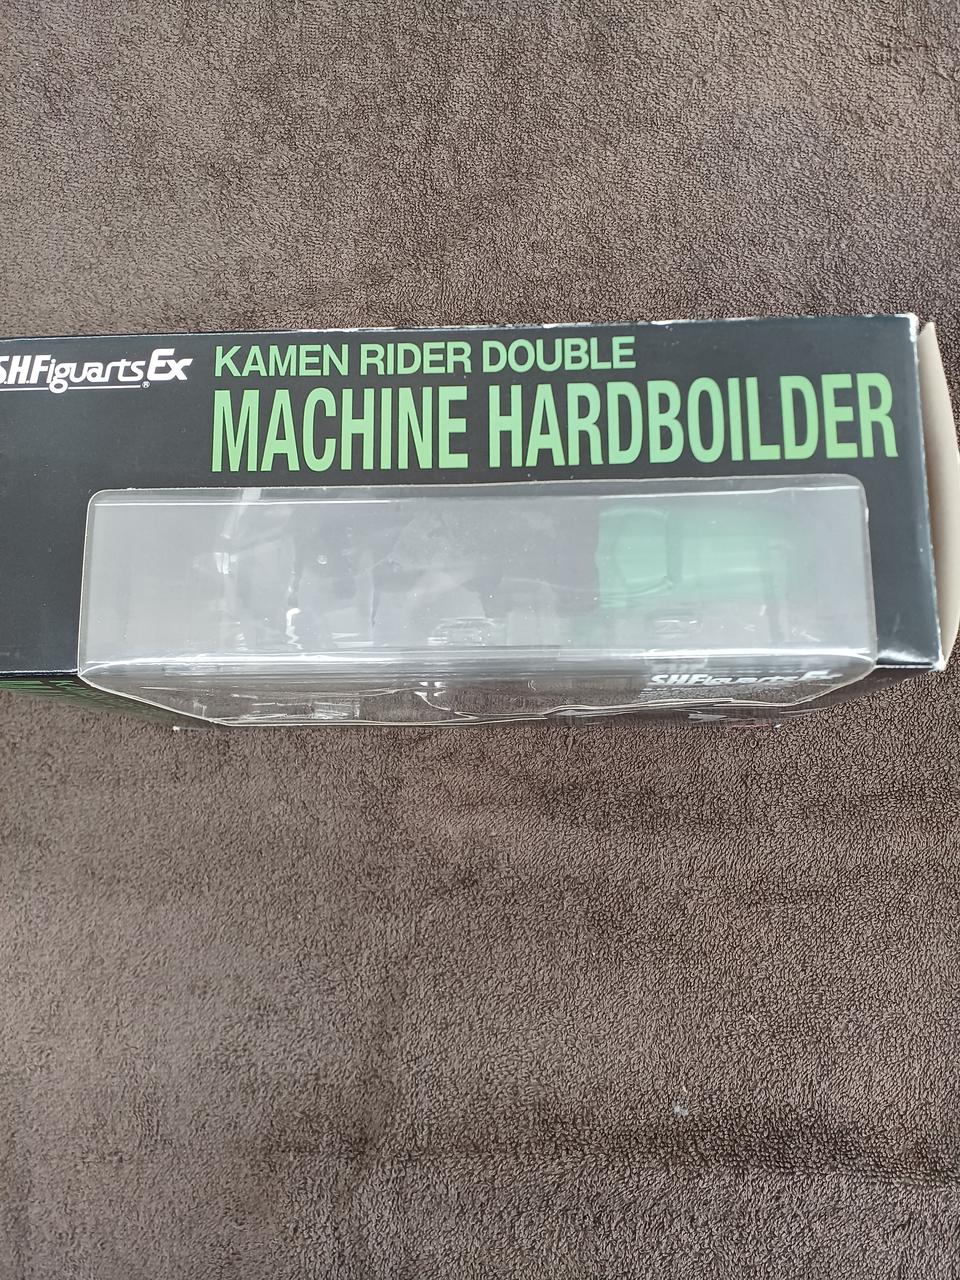 S.H.Figuarts Ex
®
KAMEN RIDER DOUBLE
MACHINE HARDBOILDER
S.H.Figuarts Ex